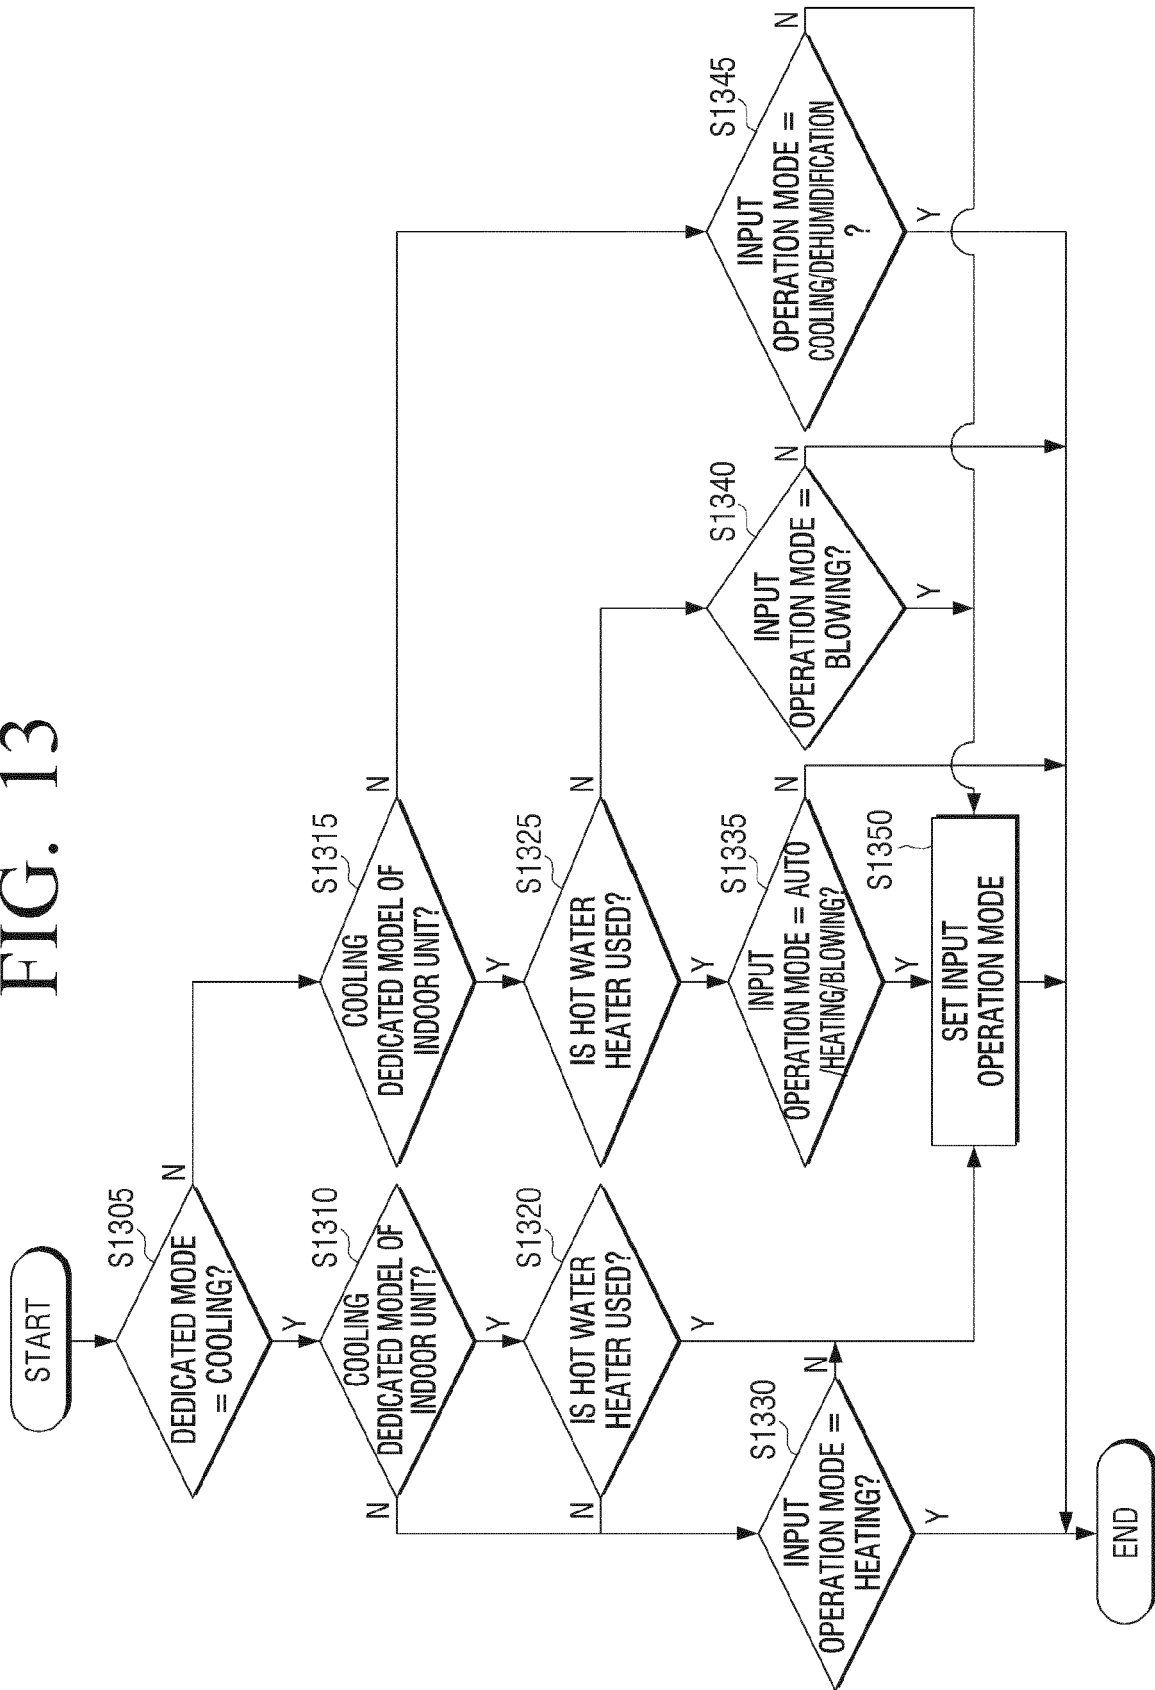 FIG. 13
START
S1305
DEDICATED MODE
= COOLING?
N
Y
S1310
COOLING
DEDICATED MODEL OF
INDOOR UNIT?
N
Y
S1315
COOLING
DEDICATED MODEL OF
INDOOR UNIT?
N
Y
S1320
IS HOT WATER
HEATER USED?
N
Y
S1325
IS HOT WATER
HEATER USED?
N
Y
S1330
INPUT
OPERATION MODE =
HEATING?
N
Y
S1335
INPUT
OPERATION MODE = AUTO
/HEATING/BLOWING?
N
Y
S1340
INPUT
OPERATION MODE =
BLOWING?
N
Y
S1345
INPUT
OPERATION MODE =
COOLING/DEHUMIDIFICATION
?
N
Y
S1350
SET INPUT
OPERATION MODE
END